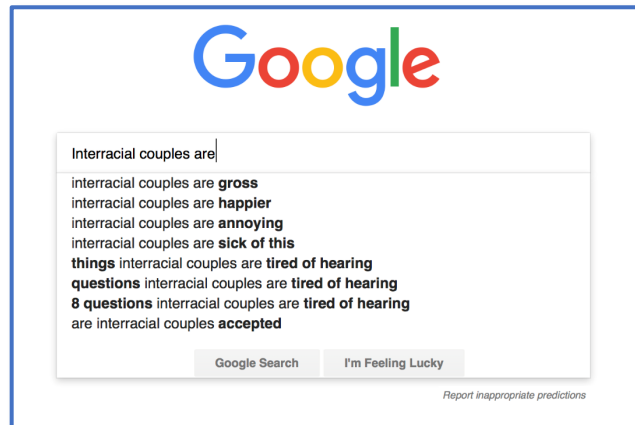 Google
Interracial couples are
interracial couples are gross
interracial couples are happier
interracial couples are annoying
interracial couples are sick of this
things interracial couples are tired of hearing
questions interracial couples are tired of hearing
8 questions interracial couples are tired of hearing
are interracial couples accepted
Google Search I'm Feeling Lucky
Report inappropriate predictions